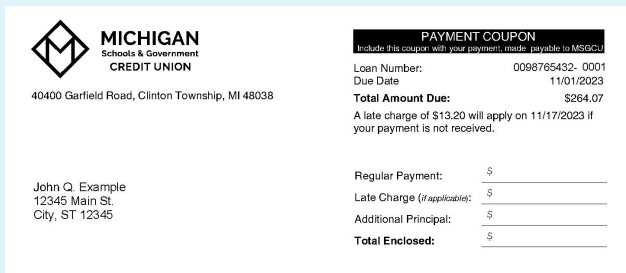 MICHIGAN
Schools & Government
CREDIT UNION
40400 Garfield Road, Clinton Township, MI 48038
John Q. Example
12345 Main St.
City, ST 12345
PAYMENT COUPON
Include this coupon with your payment, made payable to MSGCU
Loan Number: 0098765432- 0001
Due Date 11/01/2023
Total Amount Due: $264.07
A late charge of $13.20 will apply on 11/17/2023 if
your payment is not received.
Regular Payment: $
Late Charge (if applicable): $
Additional Principal: $
Total Enclosed: $